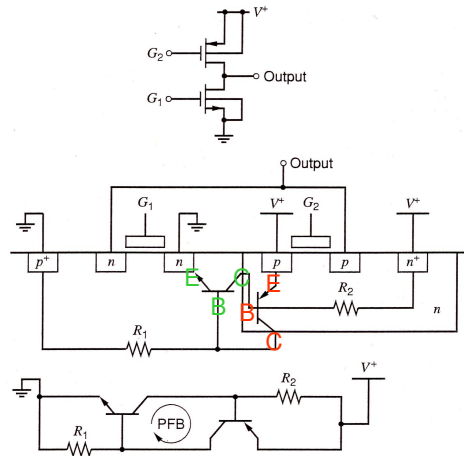 V+
G2
Output
G1
Output
G1
G2
V+
V+
p+
n
n
p
p
n+
E
C
E
B
B
R2
n
C
R1
R2
V+
PFB
R1